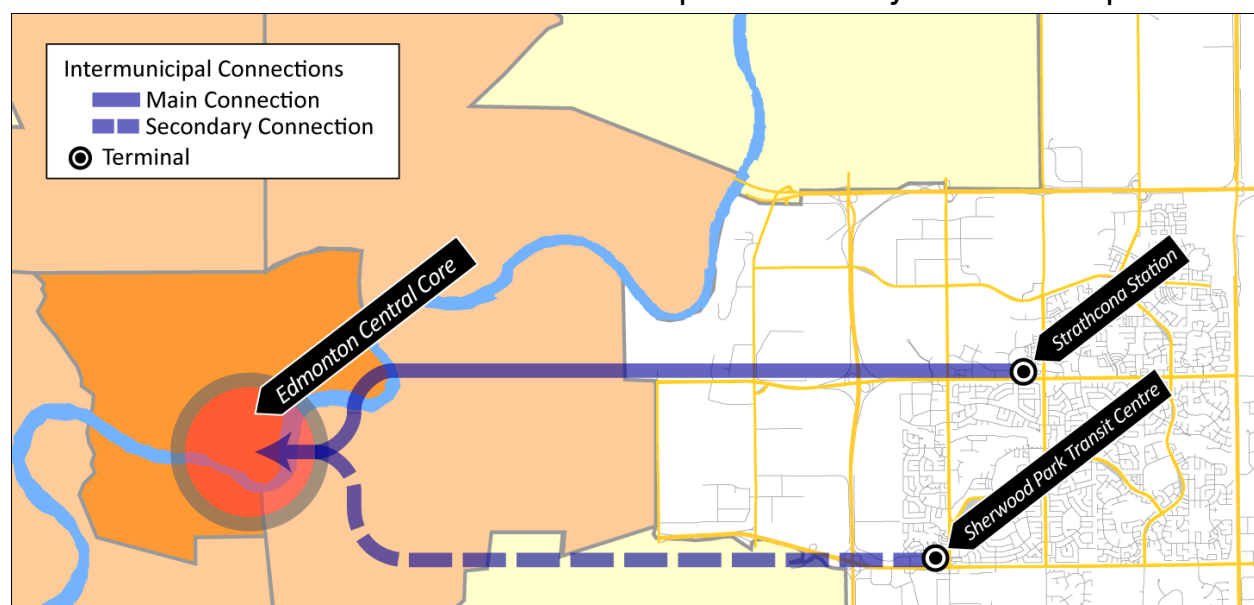 Intermunicipal Connections
Main Connection
Secondary Connection
Terminal
Edmonton Central Core
Strathcona Station
Sherwood Park Transit Centre